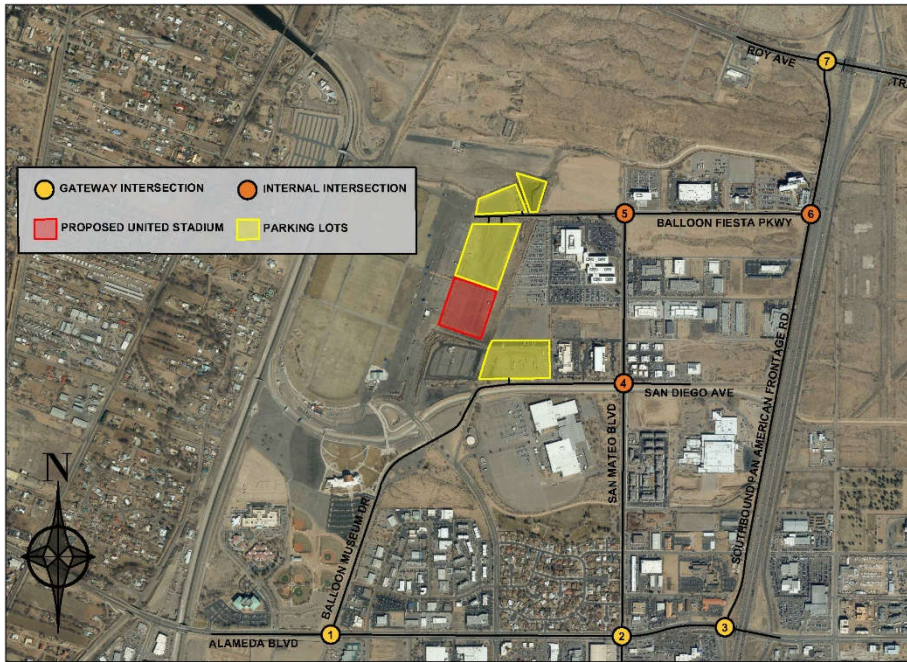 7
ROY AVE
TR
GATEWAY INTERSECTION
INTERNAL INTERSECTION
PROPOSED UNITED STADIUM
PARKING LOTS
5
6
BALLOON FIESTA PKWY
4
SAN DIEGO AVE
SAN MATEO BLVD
SOUTHBOUND PAN AMERICAN FRONTAGE RD
N
BALLOON MUSEUM DR
1
2
3
ALAMEDA BLVD